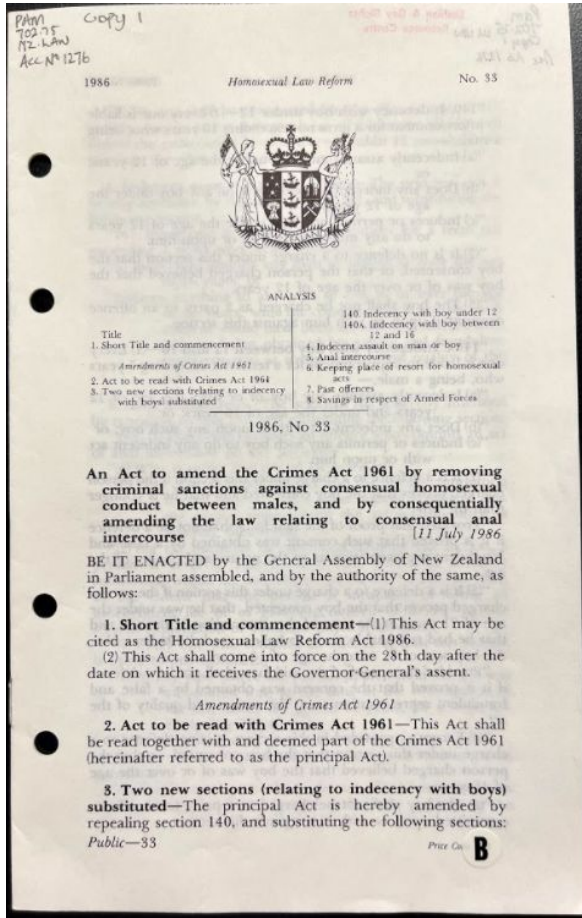 PAM Copy 1
702.75
NZ.LAW
Acc Nº 1276
1986 Homosexual Law Reform No. 33
NEW ZEALAND
ANALYSIS
Title
1. Short Title and commencement
Amendments of Crimes Act 1961
2. Act to be read with Crimes Act 1961
3. Two new sections (relating to indecency
with boys) substituted
140. Indecency with boy under 12
140A. Indecency with boy between
12 and 16
4. Indecent assault on man or boy
5. Anal intercourse
6. Keeping place of resort for homosexual
acts
7. Past offences
8. Savings in respect of Armed Forces
1986, No 33
An Act to amend the Crimes Act 1961 by removing
criminal sanctions against consensual homosexual
conduct between males, and by consequentially
amending the law relating to consensual anal
intercourse [11 July 1986
BE IT ENACTED by the General Assembly of New Zealand
in Parliament assembled, and by the authority of the same, as
follows:
1. Short Title and commencement—(1) This Act may be
cited as the Homosexual Law Reform Act 1986.
(2) This Act shall come into force on the 28th day after the
date on which it receives the Governor-General's assent.
Amendments of Crimes Act 1961
2. Act to be read with Crimes Act 1961—This Act shall
be read together with and deemed part of the Crimes Act 1961
(hereinafter referred to as the principal Act).
3. Two new sections (relating to indecency with boys)
substituted—The principal Act is hereby amended by
repealing section 140, and substituting the following sections:
Public—33 Price B